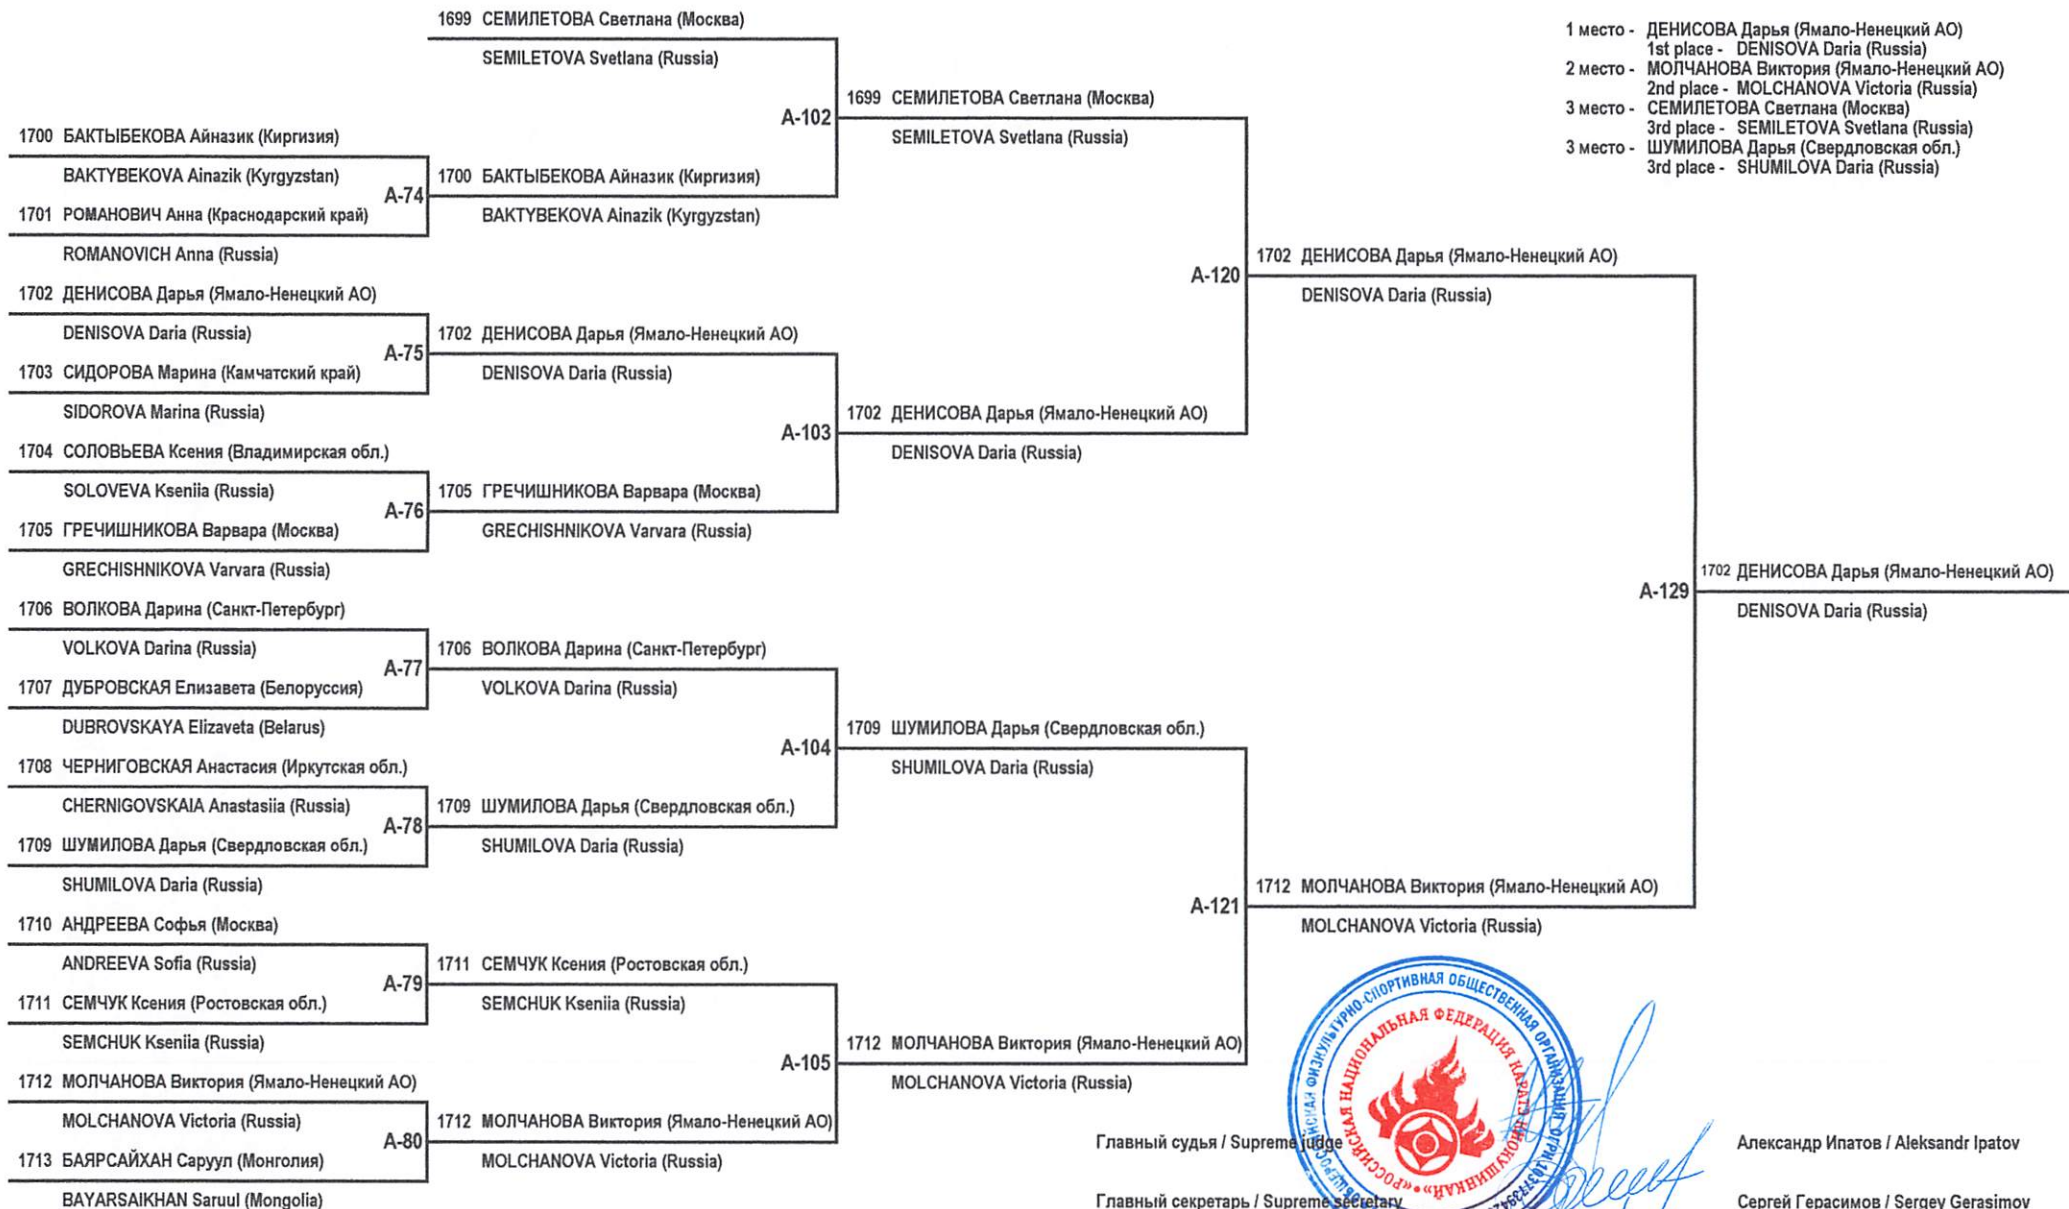 1699 СЕМИЛЕТОВА Светлана (Москва)
SEMILETOVA Svetlana (Russia)
1700 БАКТЫБЕКОВА Айназик (Киргизия)
BAKTYBEKOVA Ainazik (Kyrgyzstan)
A-74
1701 РОМАНОВИЧ Анна (Краснодарский край)
ROMANOVICH Anna (Russia)
1702 ДЕНИСОВА Дарья (Ямало-Ненецкий АО)
DENISOVA Daria (Russia)
A-75
1703 СИДОРОВА Марина (Камчатский край)
SIDOROVA Marina (Russia)
1704 СОЛОВЬЕВА Ксения (Владимирская обл.)
SOLOVEVA Kseniia (Russia)
A-76
1705 ГРЕЧИШНИКОВА Варвара (Москва)
GRECHISHNIKOVA Varvara (Russia)
1706 ВОЛКОВА Дарина (Санкт-Петербург)
VOLKOVA Darina (Russia)
A-77
1707 ДУБРОВСКАЯ Елизавета (Белоруссия)
DUBROVSKAYA Elizaveta (Belarus)
1708 ЧЕРНИГОВСКАЯ Анастасия (Иркутская обл.)
CHERNIGOVSKAIA Anastasiia (Russia)
A-78
1709 ШУМИЛОВА Дарья (Свердловская обл.)
SHUMILOVA Daria (Russia)
1710 АНДРЕЕВА Софья (Москва)
ANDREEVA Sofia (Russia)
A-79
1711 СЕМЧУК Ксения (Ростовская обл.)
SEMCHUK Kseniia (Russia)
1712 МОЛЧАНОВА Виктория (Ямало-Ненецкий АО)
MOLCHANOVA Victoria (Russia)
A-80
1713 БАЯРСАЙХАН Саруул (Монголия)
BAYARSAIKHAN Saruul (Mongolia)
A-102
1700 БАКТЫБЕКОВА Айназик (Киргизия)
BAKTYBEKOVA Ainazik (Kyrgyzstan)
1702 ДЕНИСОВА Дарья (Ямало-Ненецкий АО)
DENISOVA Daria (Russia)
A-103
1705 ГРЕЧИШНИКОВА Варвара (Москва)
GRECHISHNIKOVA Varvara (Russia)
1706 ВОЛКОВА Дарина (Санкт-Петербург)
VOLKOVA Darina (Russia)
A-104
1709 ШУМИЛОВА Дарья (Свердловская обл.)
SHUMILOVA Daria (Russia)
1711 СЕМЧУК Ксения (Ростовская обл.)
SEMCHUK Kseniia (Russia)
A-105
1712 МОЛЧАНОВА Виктория (Ямало-Ненецкий АО)
MOLCHANOVA Victoria (Russia)
1699 СЕМИЛЕТОВА Светлана (Москва)
SEMILETOVA Svetlana (Russia)
A-120
1702 ДЕНИСОВА Дарья (Ямало-Ненецкий АО)
DENISOVA Daria (Russia)
1709 ШУМИЛОВА Дарья (Свердловская обл.)
SHUMILOVA Daria (Russia)
A-121
1712 МОЛЧАНОВА Виктория (Ямало-Ненецкий АО)
MOLCHANOVA Victoria (Russia)
1702 ДЕНИСОВА Дарья (Ямало-Ненецкий АО)
DENISOVA Daria (Russia)
A-129
1712 МОЛЧАНОВА Виктория (Ямало-Ненецкий АО)
MOLCHANOVA Victoria (Russia)
1702 ДЕНИСОВА Дарья (Ямало-Ненецкий АО)
DENISOVA Daria (Russia)
1 место - ДЕНИСОВА Дарья (Ямало-Ненецкий АО)
1st place - DENISOVA Daria (Russia)
2 место - МОЛЧАНОВА Виктория (Ямало-Ненецкий АО)
2nd place - MOLCHANOVA Victoria (Russia)
3 место - СЕМИЛЕТОВА Светлана (Москва)
3rd place - SEMILETOVA Svetlana (Russia)
3 место - ШУМИЛОВА Дарья (Свердловская обл.)
3rd place - SHUMILOVA Daria (Russia)
Главный судья / Supreme judge
Александр Ипатов / Aleksandr Ipatov
Главный секретарь / Supreme secretary
Сергей Герасимов / Sergey Gerasimov
ФИЗКУЛЬТУРНО-СПОРТИВНАЯ ОБЩЕСТВЕННАЯ ОРГАНИЗАЦИЯ
«РОССИЙСКАЯ НАЦИОНАЛЬНАЯ ФЕДЕРАЦИЯ КАРАТЭ КИОКУШИНКАЙ»